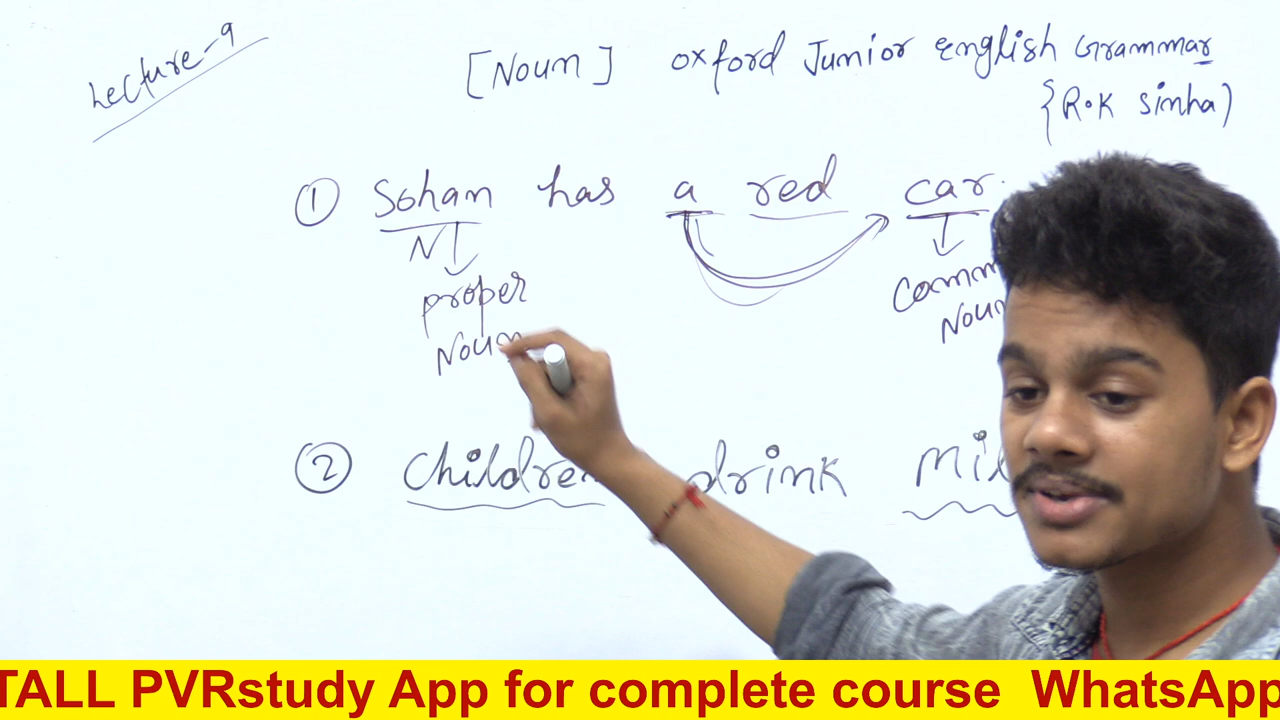 Lecture-9
[Noun] Oxford Junior English Grammar
{R.K Sinha)
① Sohan has a red car.
N
proper
Noun
Comm
Noun
② Children drink Mil
TALL PVRstudy App for complete course WhatsApp